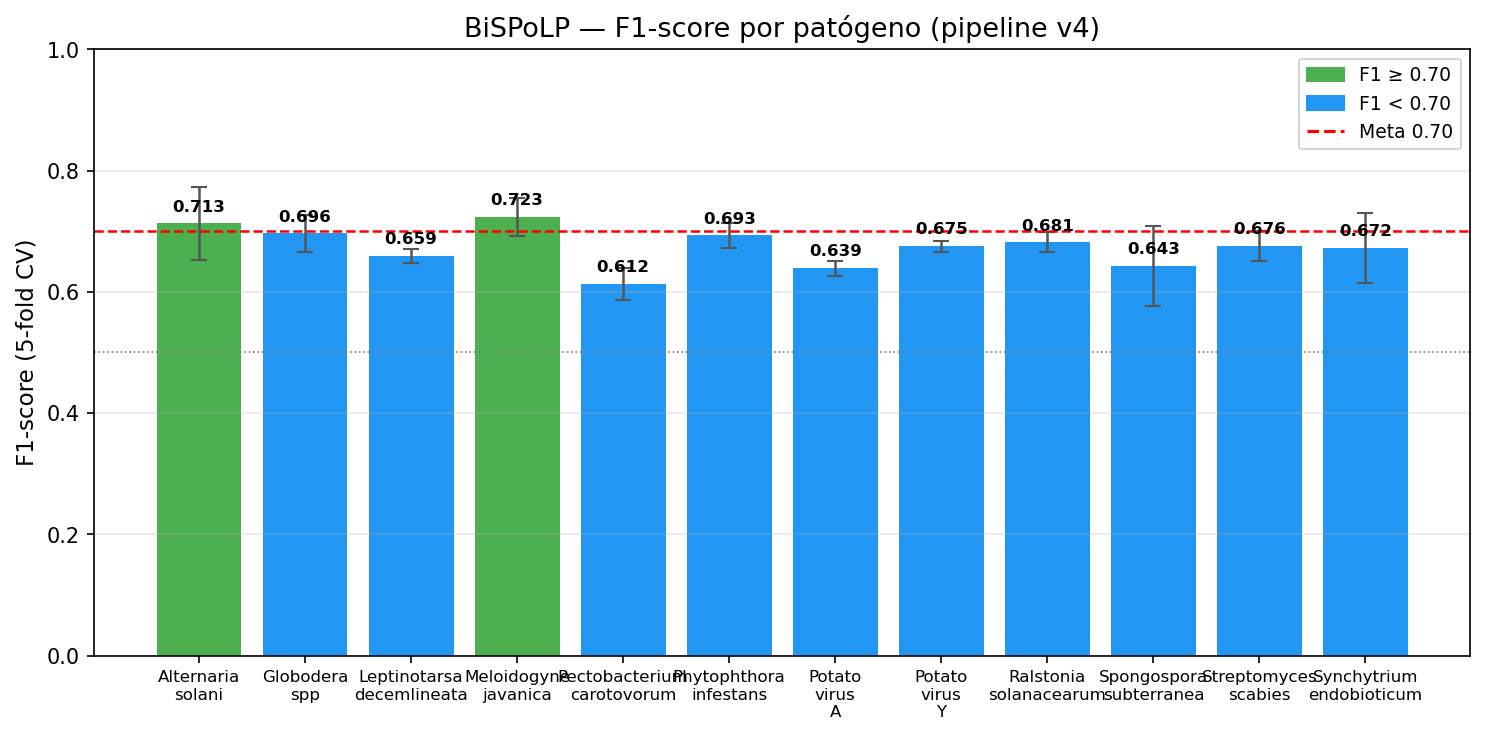 BiSPoLP — F1-score por patógeno (pipeline v4)
F1-score (5-fold CV)
1.0
0.8
0.6
0.4
0.2
0.0
F1 ≥ 0.70
F1 < 0.70
Meta 0.70
0.713
0.696
0.659
0.723
0.612
0.693
0.639
0.675
0.681
0.643
0.676
0.672
Alternaria
solani
Globodera
spp
Leptinotarsa
decemlineata
Meloidogyne
javanica
Pectobacterium
carotovorum
Phytophthora
infestans
Potato
virus
A
Potato
virus
Y
Ralstonia
solanacearum
Spongospora
subterranea
Streptomyces
scabies
Synchytrium
endobioticum